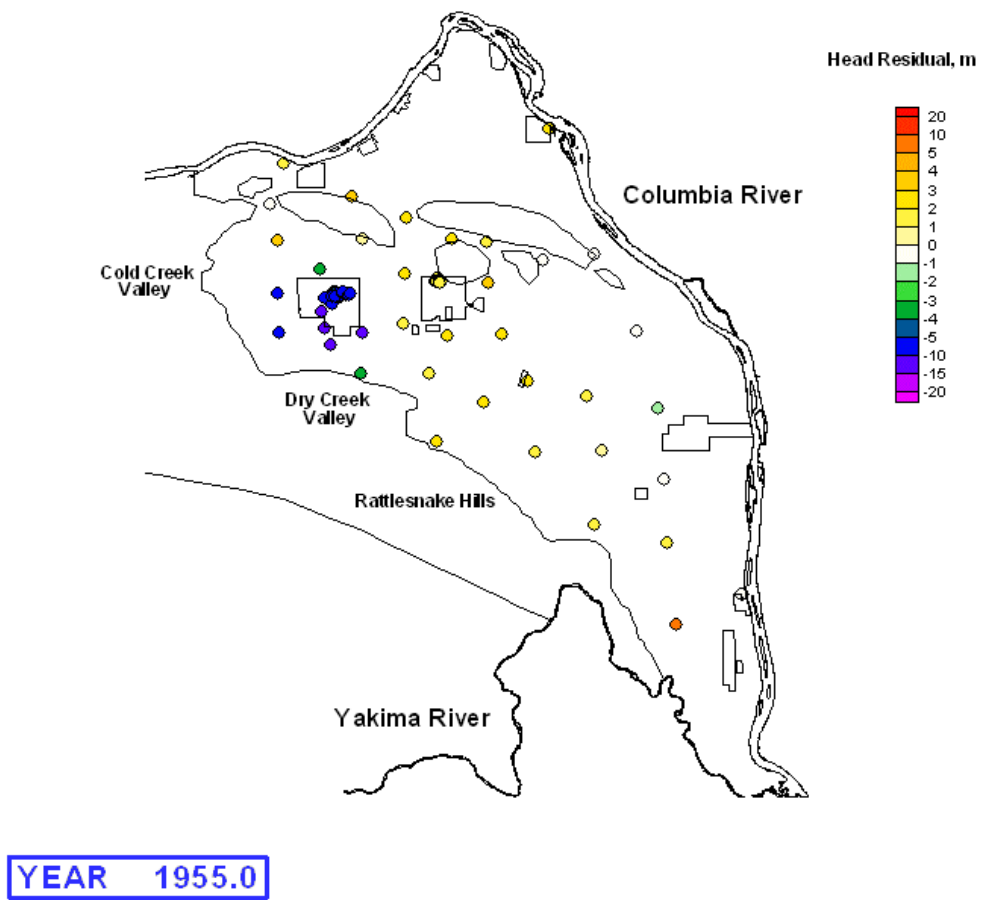 Head Residual, m
20
10
5
4
3
2
1
0
-1
-2
-3
-4
-5
-10
-15
-20
Columbia River
Cold Creek
Valley
Dry Creek
Valley
Rattlesnake Hills
Yakima River
YEAR 1955.0